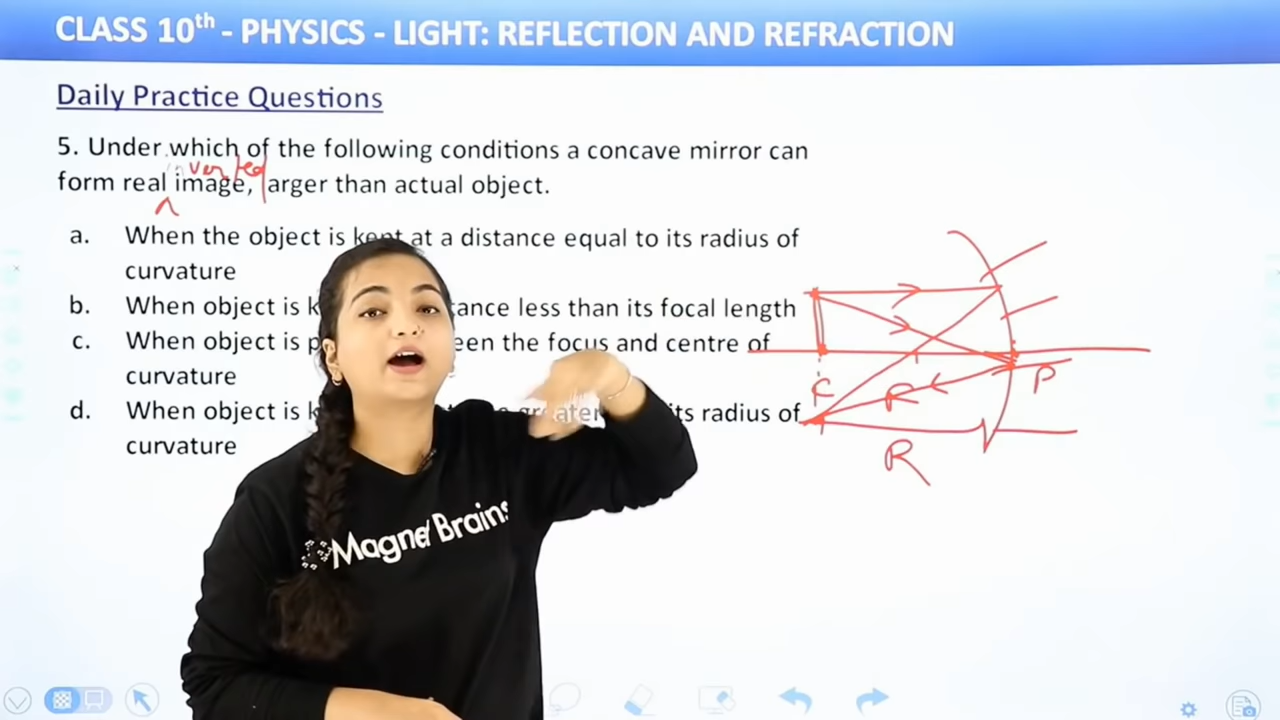 CLASS 10th - PHYSICS - LIGHT: REFLECTION AND REFRACTION
Daily Practice Questions
5. Under which of the following conditions a concave mirror can
inverted
form real image, larger than actual object.
a. When the object is kept at a distance equal to its radius of
curvature
b. When object is k tance less than its focal length
c. When object is p een the focus and centre of
curvature
d. When object is k greater its radius of
curvature
P
R
Magnet Brains